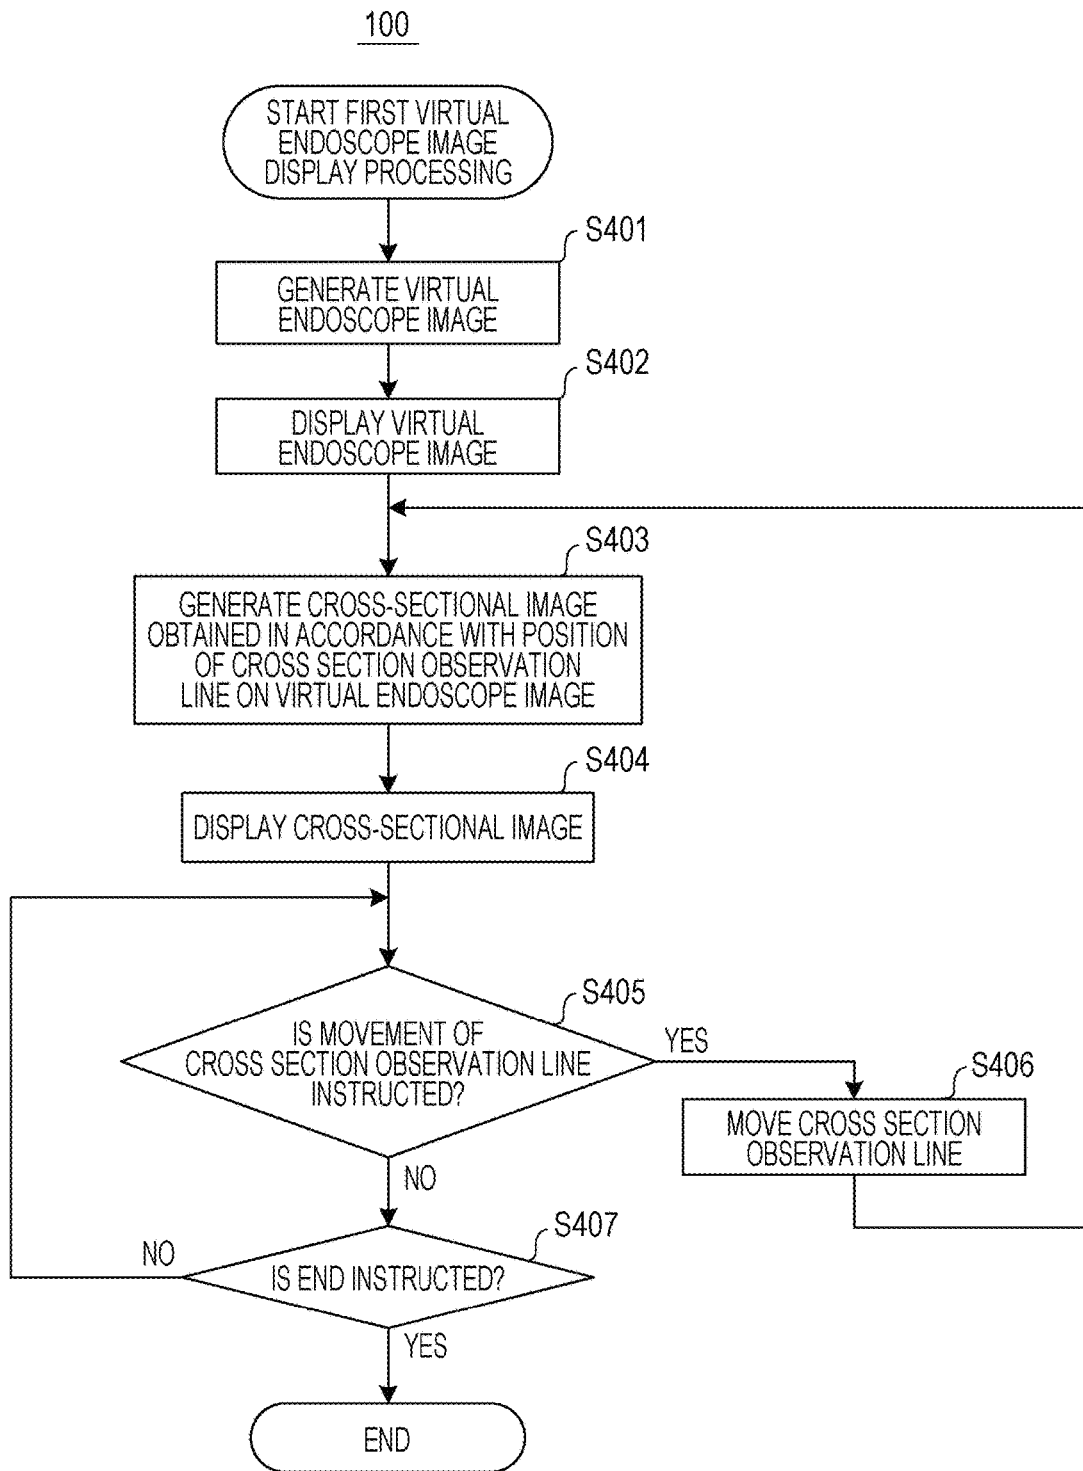 100
START FIRST VIRTUAL
ENDOSCOPE IMAGE
DISPLAY PROCESSING
S401
GENERATE VIRTUAL
ENDOSCOPE IMAGE
S402
DISPLAY VIRTUAL
ENDOSCOPE IMAGE
S403
GENERATE CROSS-SECTIONAL IMAGE
OBTAINED IN ACCORDANCE WITH POSITION
OF CROSS SECTION OBSERVATION
LINE ON VIRTUAL ENDOSCOPE IMAGE
S404
DISPLAY CROSS-SECTIONAL IMAGE
S405
IS MOVEMENT OF
CROSS SECTION OBSERVATION LINE
INSTRUCTED?
YES
S406
MOVE CROSS SECTION
OBSERVATION LINE
NO
S407
NO
IS END INSTRUCTED?
YES
END